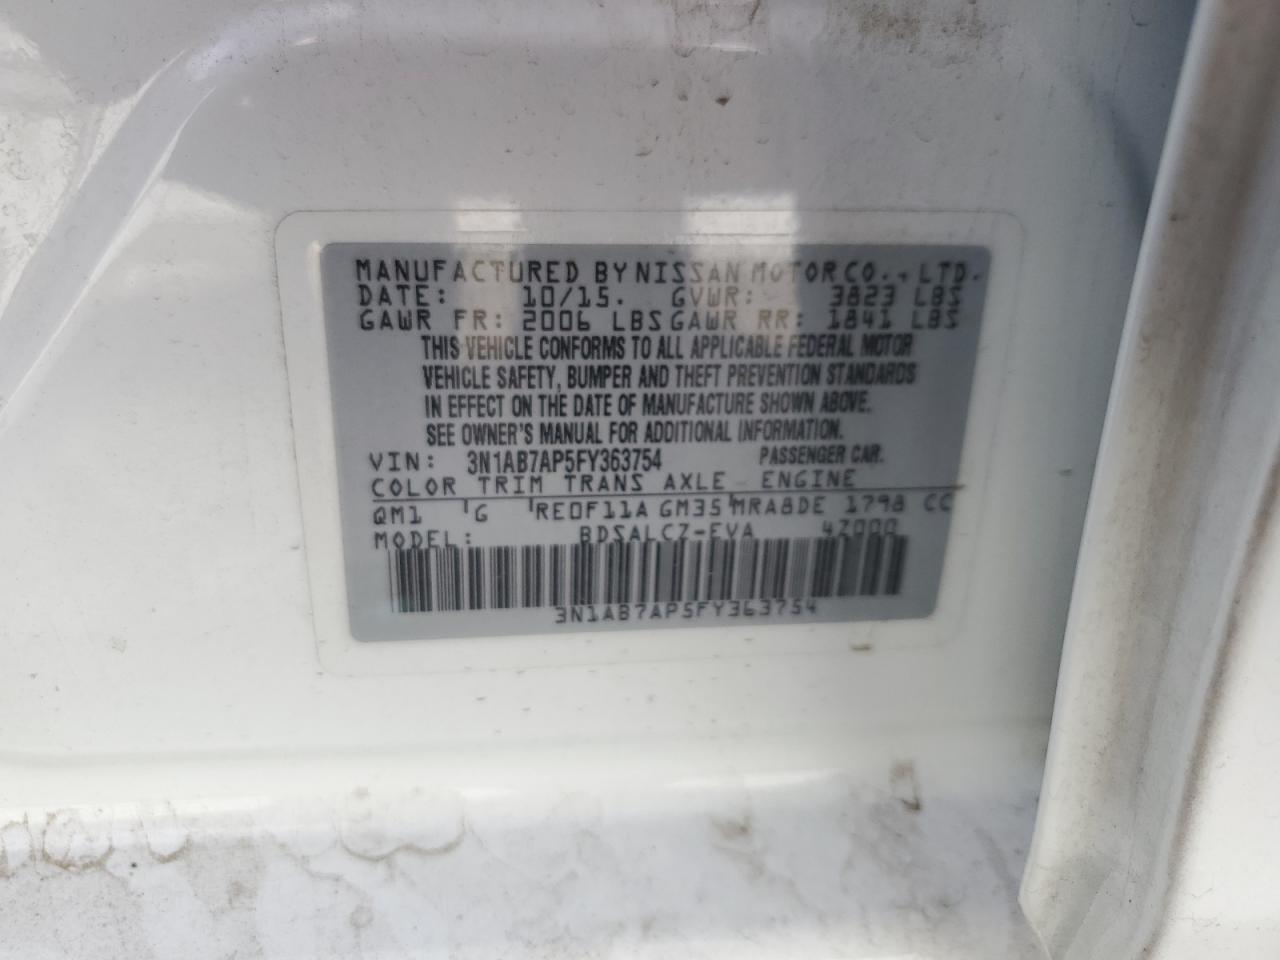 MANUFACTURED BY NISSAN MOTOR CO., LTD.
DATE: 10/15. GVWR: 3823 LBS
GAWR FR: 2006 LBS GAWR RR: 1841 LBS
THIS VEHICLE CONFORMS TO ALL APPLICABLE FEDERAL MOTOR
VEHICLE SAFETY, BUMPER AND THEFT PREVENTION STANDARDS
IN EFFECT ON THE DATE OF MANUFACTURE SHOWN ABOVE.
SEE OWNER'S MANUAL FOR ADDITIONAL INFORMATION.
VIN: 3N1AB7AP5FY363754 PASSENGER CAR.
COLOR TRIM TRANS AXLE ENGINE
QM1 G RE0F11A GM35 MRA8DE 1798 CC
MODEL: BDSALCZ-EVA 4Z000
3N1AB7AP5FY363754